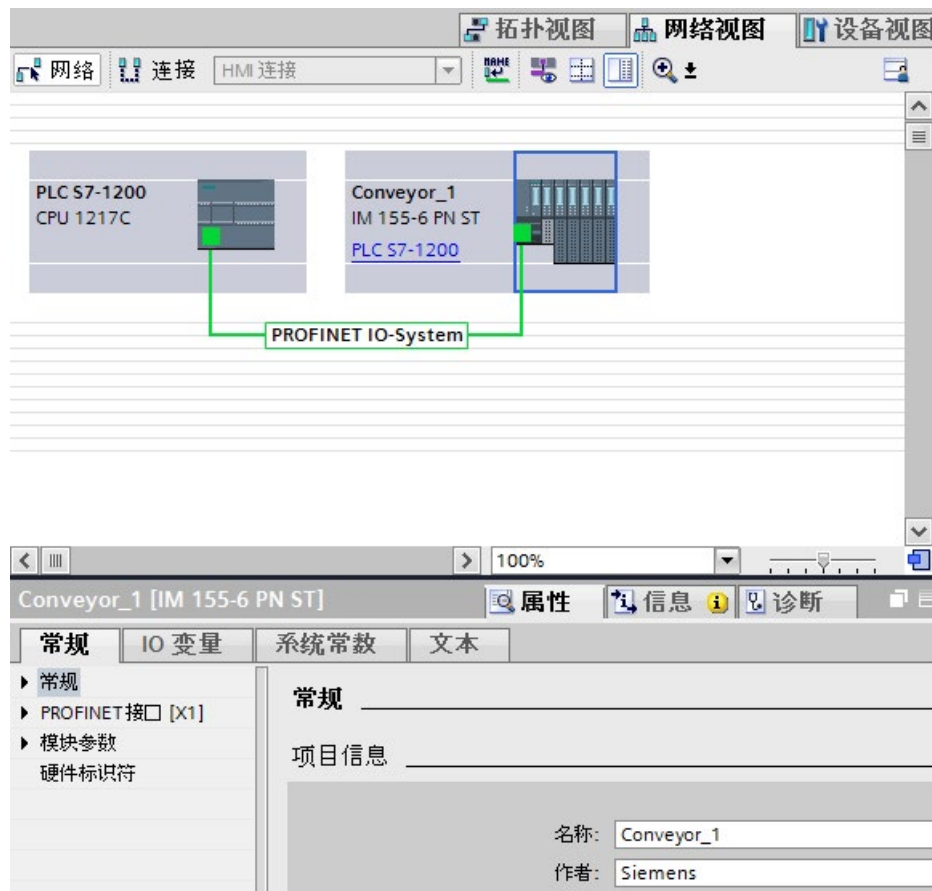 拓扑视图 网络视图 设备视图
网络 连接 HMI 连接
PLC S7-1200
CPU 1217C
Conveyor_1
IM 155-6 PN ST
PLC S7-1200
PROFINET IO-System
100%
Conveyor_1 [IM 155-6 PN ST] 属性 信息 诊断
常规 IO 变量 系统常数 文本
常规
PROFINET接口 [X1]
模块参数
硬件标识符
常规
项目信息
名称: Conveyor_1
作者: Siemens